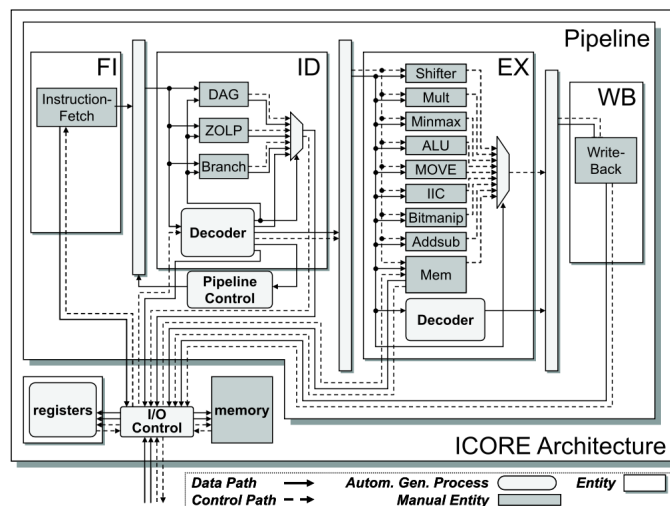 Pipeline
FI
ID
EX
WB
Instruction-
Fetch
DAG
ZOLP
Branch
Decoder
Pipeline
Control
Shifter
Mult
Minmax
ALU
MOVE
IIC
Bitmanip
Addsub
Mem
Decoder
Write-
Back
registers
I/O
Control
memory
ICORE Architecture
Data Path
Autom. Gen. Process
Entity
Control Path
Manual Entity